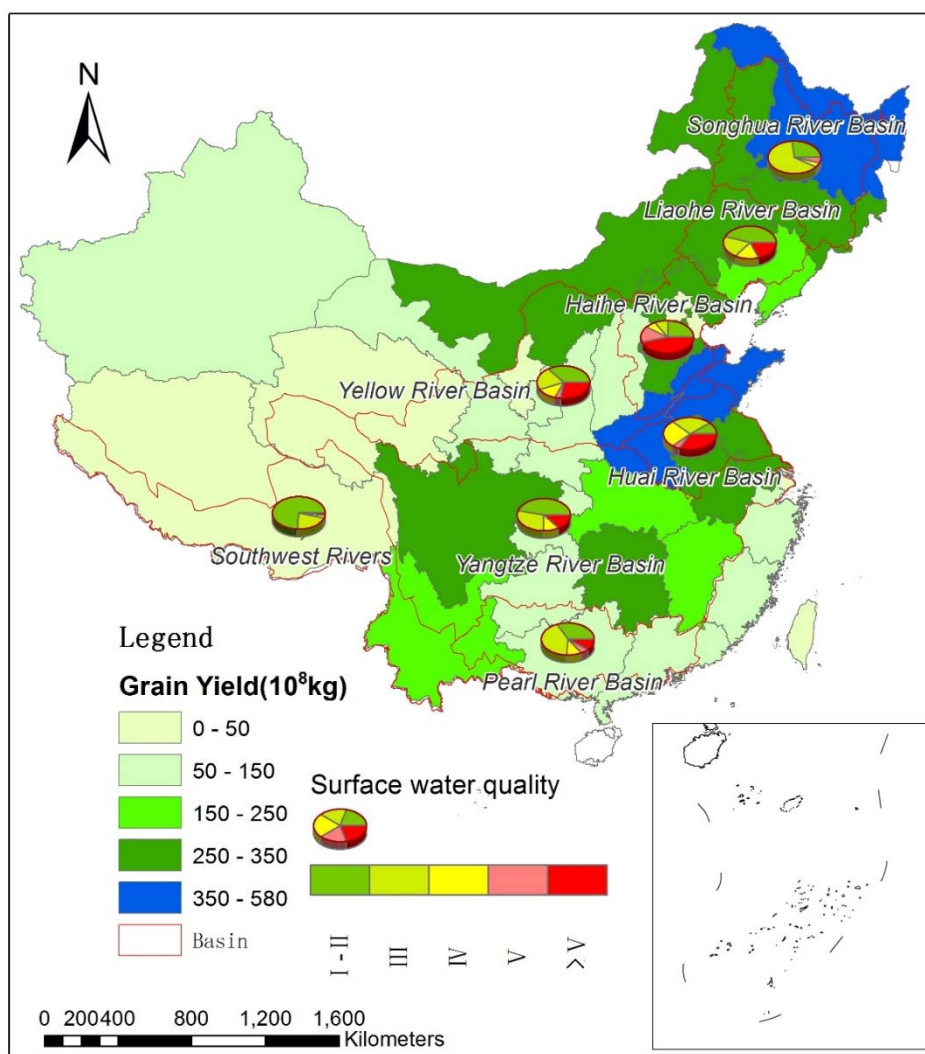 N
Songhua River Basin
Liaohe River Basin
Haihe River Basin
Yellow River Basin
Huai River Basin
Southwest Rivers
Yangtze River Basin
Pearl River Basin
Legend
Grain Yield(10⁸kg)
0 - 50
50 - 150
150 - 250
250 - 350
350 - 580
Basin
Surface water quality
I - II
III
IV
V
>V
0 200400 800 1,200 1,600
Kilometers